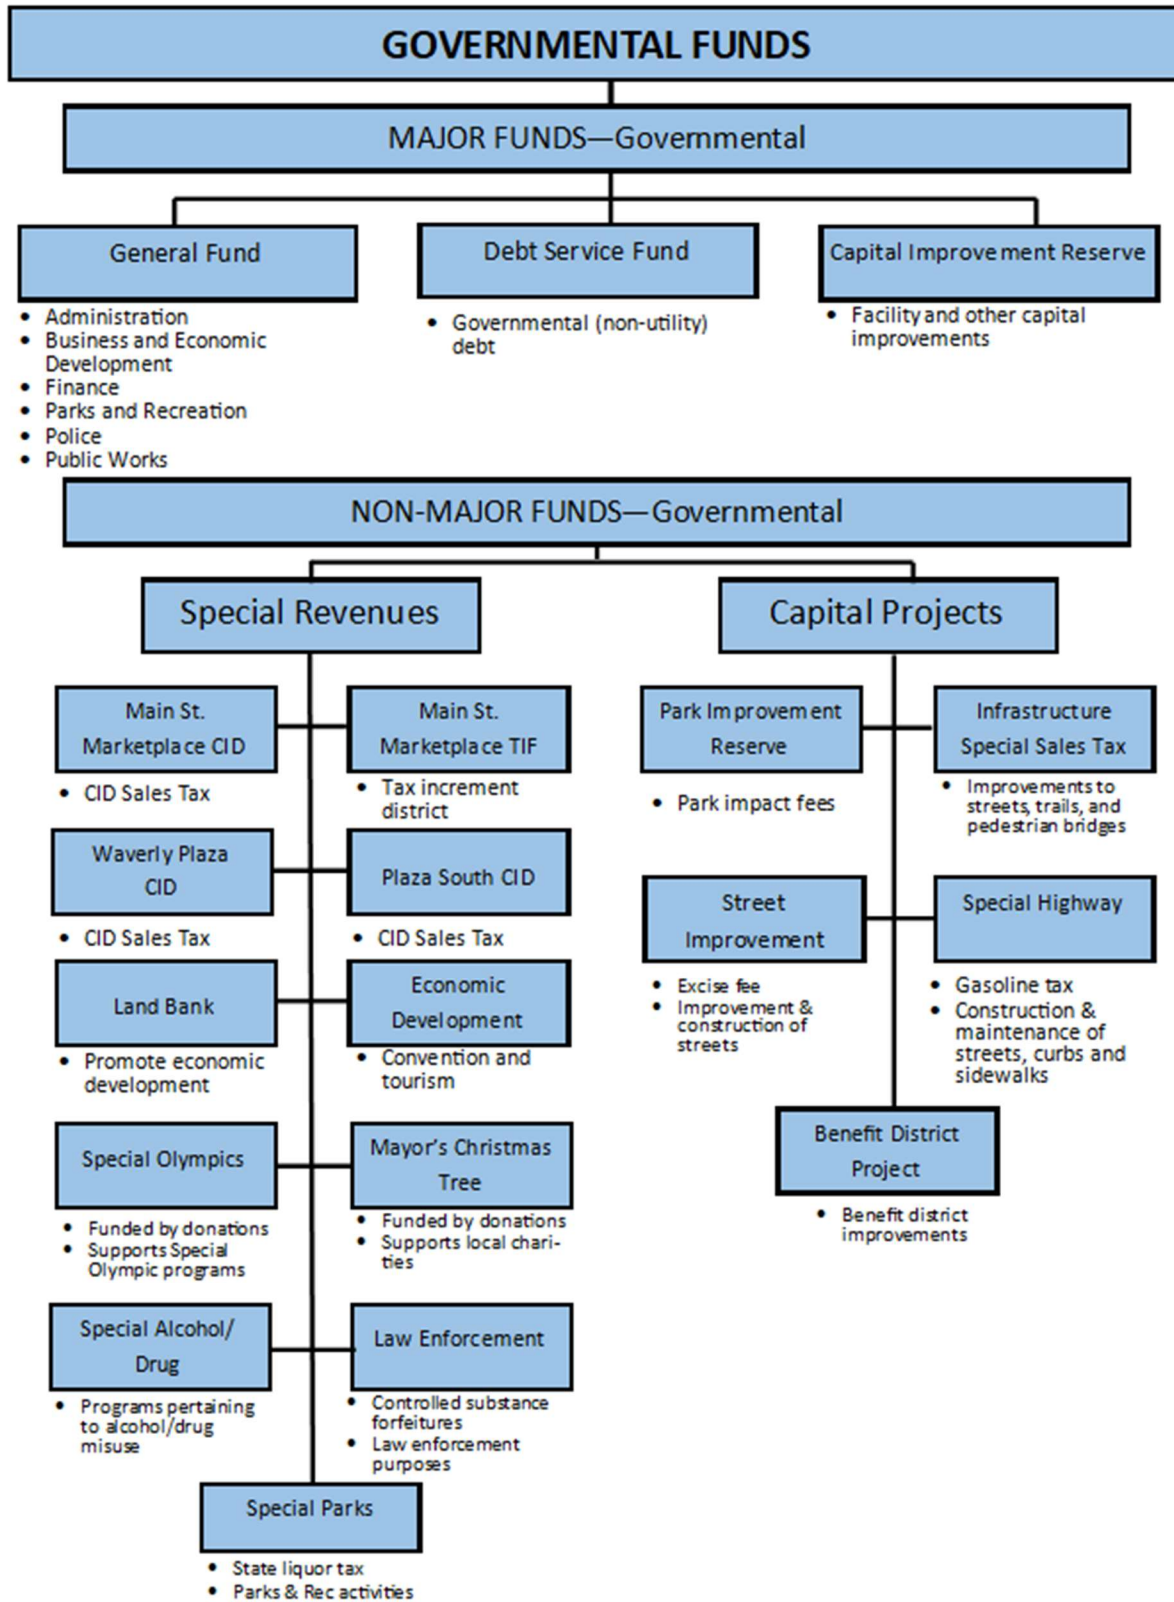 GOVERNMENTAL FUNDS
MAJOR FUNDS—Governmental
General Fund
• Administration
• Business and Economic
Development
• Finance
• Parks and Recreation
• Police
• Public Works
Debt Service Fund
• Governmental (non-utility)
debt
Capital Improvement Reserve
• Facility and other capital
improvements
NON-MAJOR FUNDS—Governmental
Special Revenues
Main St.
Marketplace CID
• CID Sales Tax
Main St.
Marketplace TIF
• Tax increment
district
Waverly Plaza
CID
• CID Sales Tax
Plaza South CID
• CID Sales Tax
Land Bank
• Promote economic
development
Economic
Development
• Convention and
tourism
Special Olympics
• Funded by donations
• Supports Special
Olympic programs
Mayor's Christmas
Tree
• Funded by donations
• Supports local chari-
ties
Special Alcohol/
Drug
• Programs pertaining
to alcohol/drug
misuse
Law Enforcement
• Controlled substance
forfeitures
• Law enforcement
purposes
Special Parks
• State liquor tax
• Parks & Rec activities
Capital Projects
Park Improvement
Reserve
• Park impact fees
Infrastructure
Special Sales Tax
• Improvements to
streets, trails, and
pedestrian bridges
Street
Improvement
• Excise fee
• Improvement &
construction of
streets
Special Highway
• Gasoline tax
• Construction &
maintenance of
streets, curbs and
sidewalks
Benefit District
Project
• Benefit district
improvements